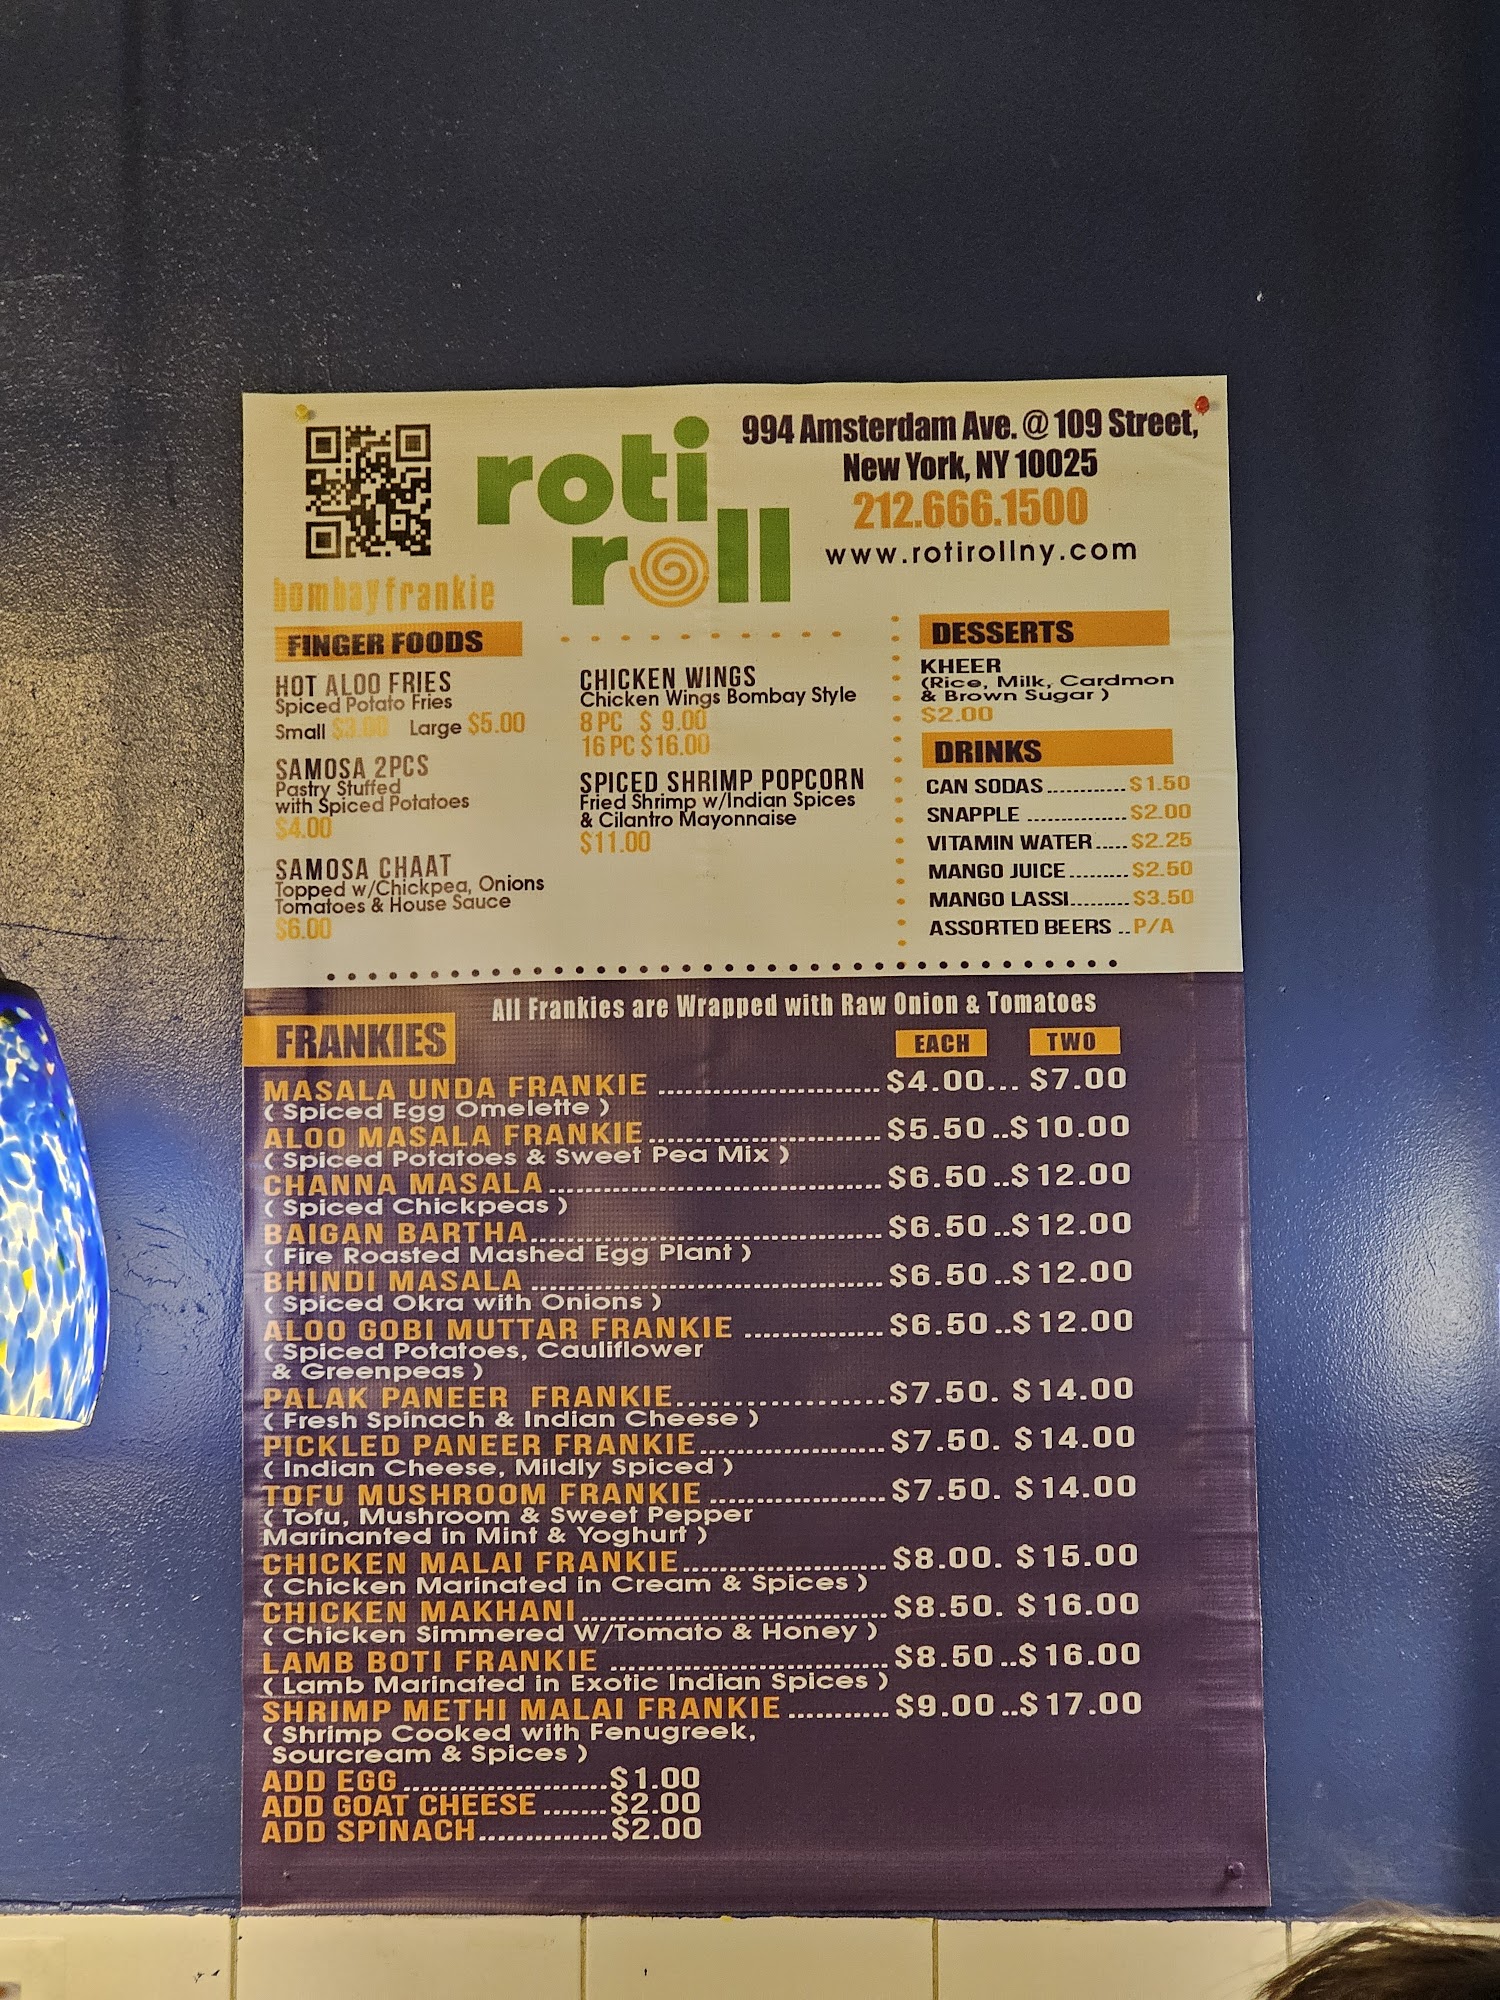 roti
roll
994 Amsterdam Ave. @ 109 Street,
New York, NY 10025
212.666.1500
www.rotirollny.com
bombay frankie
FINGER FOODS
HOT ALOO FRIES
Spiced Potato Fries
Small $3.00 Large $5.00
SAMOSA 2PCS
Pastry Stuffed
with Spiced Potatoes
$4.00
SAMOSA CHAAT
Topped w/Chickpea, Onions
Tomatoes & House Sauce
$6.00
CHICKEN WINGS
Chicken Wings Bombay Style
8 PC $ 9.00
16 PC $16.00
SPICED SHRIMP POPCORN
Fried Shrimp w/Indian Spices
& Cilantro Mayonnaise
$11.00
DESSERTS
KHEER
(Rice, Milk, Cardmon
& Brown Sugar )
$2.00
DRINKS
CAN SODAS............$1.50
SNAPPLE ...............$2.00
VITAMIN WATER.....$2.25
MANGO JUICE.........$2.50
MANGO LASSI.........$3.50
ASSORTED BEERS ..P/A
All Frankies are Wrapped with Raw Onion & Tomatoes
FRANKIES EACH TWO
MASALA UNDA FRANKIE ..........................$4.00... $7.00
( Spiced Egg Omelette )
ALOO MASALA FRANKIE...........................$5.50..$10.00
( Spiced Potatoes & Sweet Pea Mix )
CHANNA MASALA.......................................$6.50..$12.00
( Spiced Chickpeas )
BAIGAN BARTHA.........................................$6.50..$12.00
( Fire Roasted Mashed Egg Plant )
BHINDI MASALA .........................................$6.50..$12.00
( Spiced Okra with Onions )
ALOO GOBI MUTTAR FRANKIE ................$6.50..$12.00
( Spiced Potatoes, Cauliflower
& Greenpeas )
PALAK PANEER FRANKIE...................$7.50. $14.00
( Fresh Spinach & Indian Cheese )
PICKLED PANEER FRANKIE......................$7.50. $14.00
( Indian Cheese, Mildly Spiced )
TOFU MUSHROOM FRANKIE .....................$7.50. $14.00
( Tofu, Mushroom & Sweet Pepper
Marinanted in Mint & Yoghurt )
CHICKEN MALAI FRANKIE........................$8.00. $15.00
( Chicken Marinated in Cream & Spices )
CHICKEN MAKHANI....................................$8.50. $16.00
( Chicken Simmered W/Tomato & Honey )
LAMB BOTI FRANKIE .................................$8.50..$16.00
( Lamb Marinated in Exotic Indian Spices )
SHRIMP METHI MALAI FRANKIE ............$9.00..$17.00
( Shrimp Cooked with Fenugreek,
Sourcream & Spices )
ADD EGG........................$1.00
ADD GOAT CHEESE .......$2.00
ADD SPINACH...............$2.00